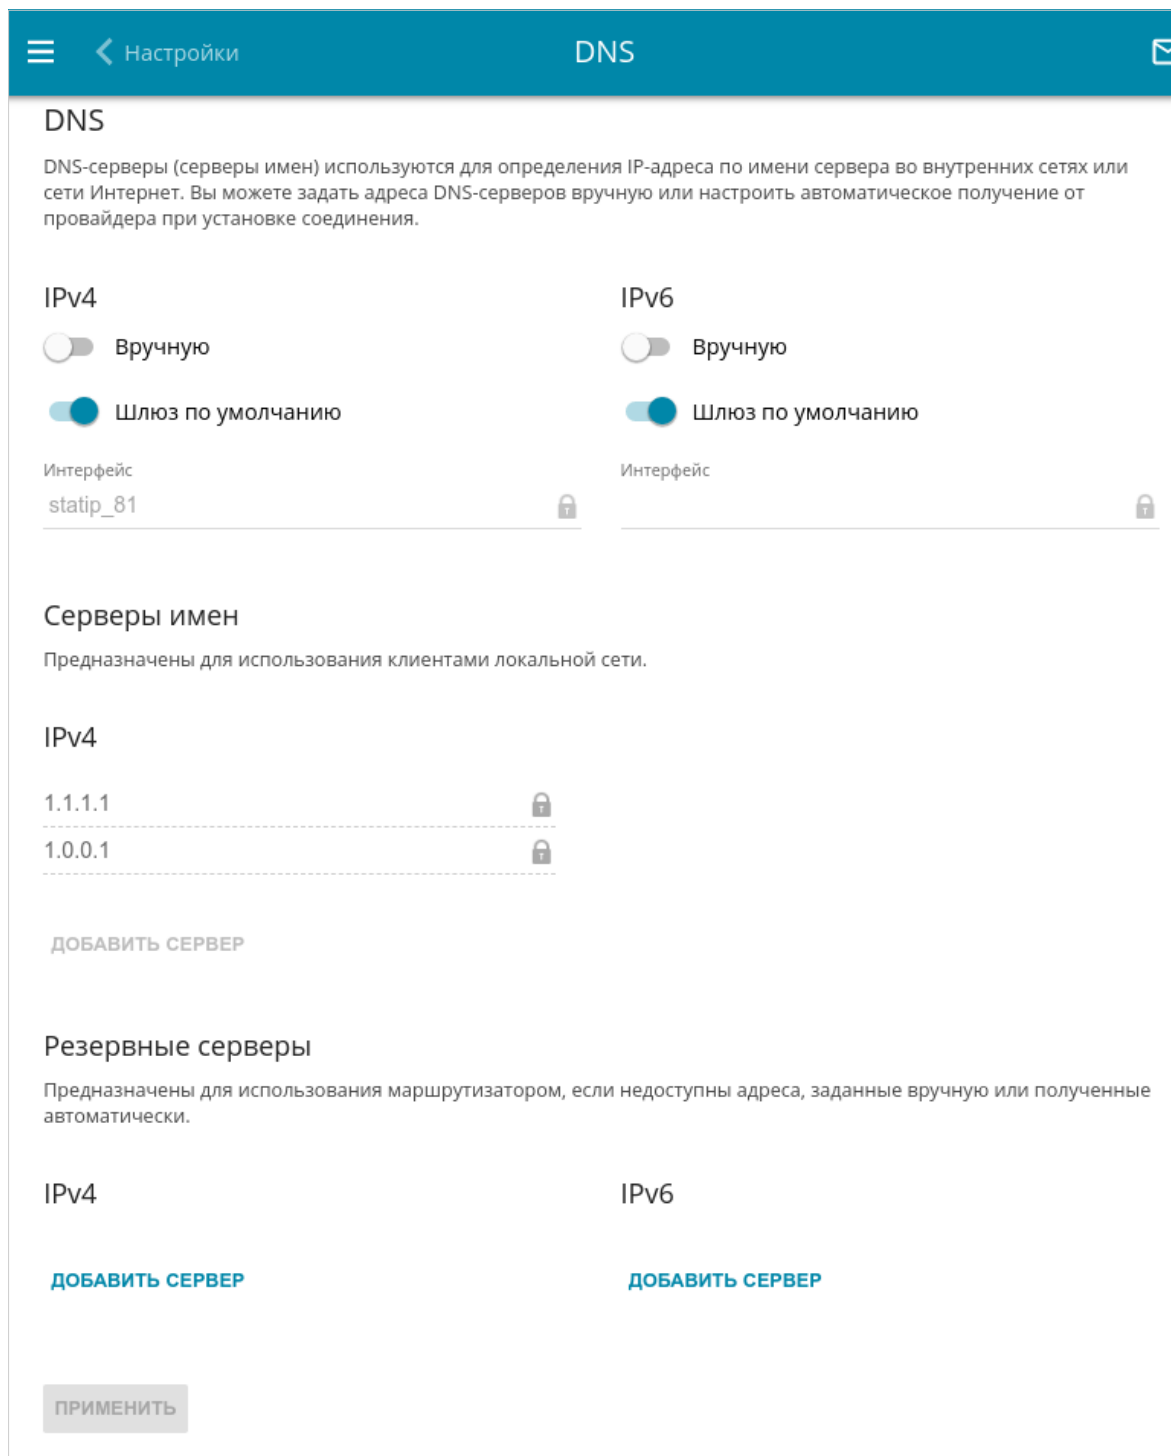 Настройки
DNS
DNS
DNS-серверы (серверы имен) используются для определения IP-адреса по имени сервера во внутренних сетях или
сети Интернет. Вы можете задать адреса DNS-серверов вручную или настроить автоматическое получение от
провайдера при установке соединения.
IPv4
Вручную
Шлюз по умолчанию
Интерфейс
statip_81
IPv6
Вручную
Шлюз по умолчанию
Интерфейс
Серверы имен
Предназначены для использования клиентами локальной сети.
IPv4
1.1.1.1
1.0.0.1
ДОБАВИТЬ СЕРВЕР
Резервные серверы
Предназначены для использования маршрутизатором, если недоступны адреса, заданные вручную или полученные
автоматически.
IPv4
ДОБАВИТЬ СЕРВЕР
IPv6
ДОБАВИТЬ СЕРВЕР
ПРИМЕНИТЬ